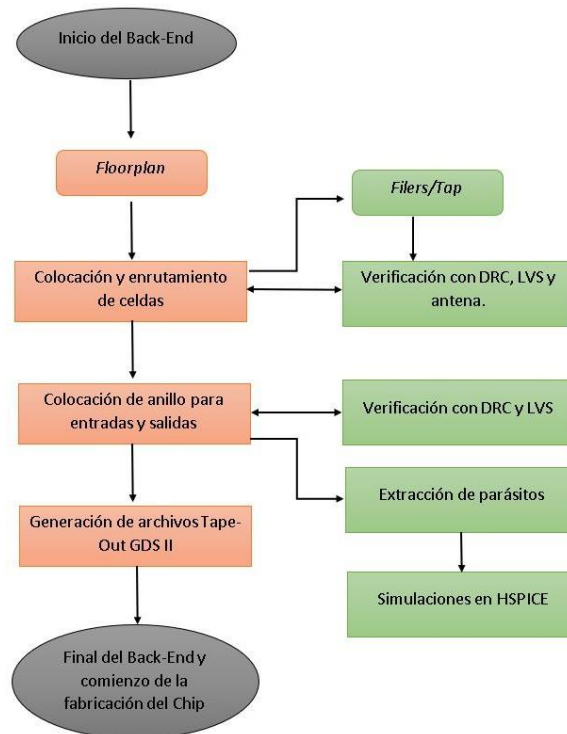 Inicio del Back-End
Floorplan
Filers/Tap
Colocación y enrutamiento
de celdas
Verificación con DRC, LVS y
antena.
Colocación de anillo para
entradas y salidas
Verificación con DRC y LVS
Extracción de parásitos
Generación de archivos Tape-
Out GDS II
Simulaciones en HSPICE
Final del Back-End y
comienzo de la
fabricación del Chip